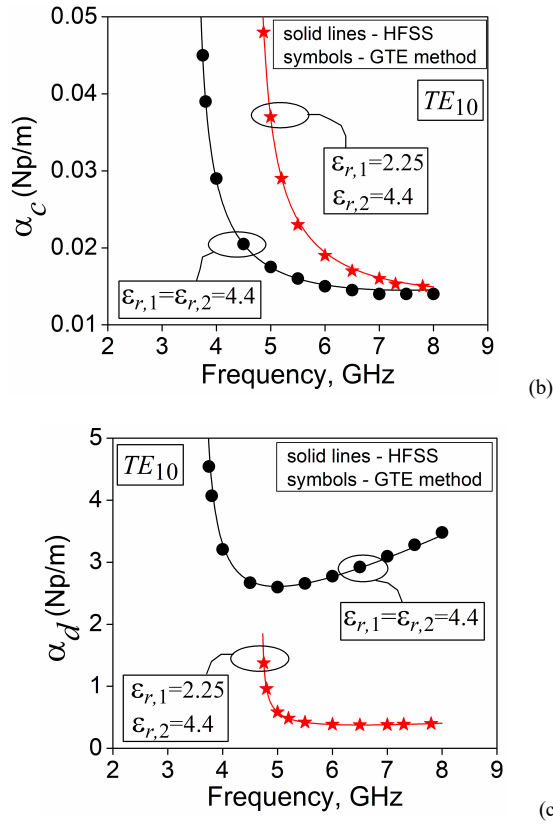 0.05
solid lines - HFSS
symbols - GTE method
TE10
0.04
εr,1=2.25
εr,2=4.4
0.03
αc (Np/m)
0.02
εr,1=εr,2=4.4
0.01
2 3 4 5 6 7 8 9
Frequency, GHz
(b)
5
TE10
solid lines - HFSS
symbols - GTE method
4
3
αd (Np/m)
εr,1=εr,2=4.4
2
εr,1=2.25
εr,2=4.4
1
0
2 3 4 5 6 7 8 9
Frequency, GHz
(c